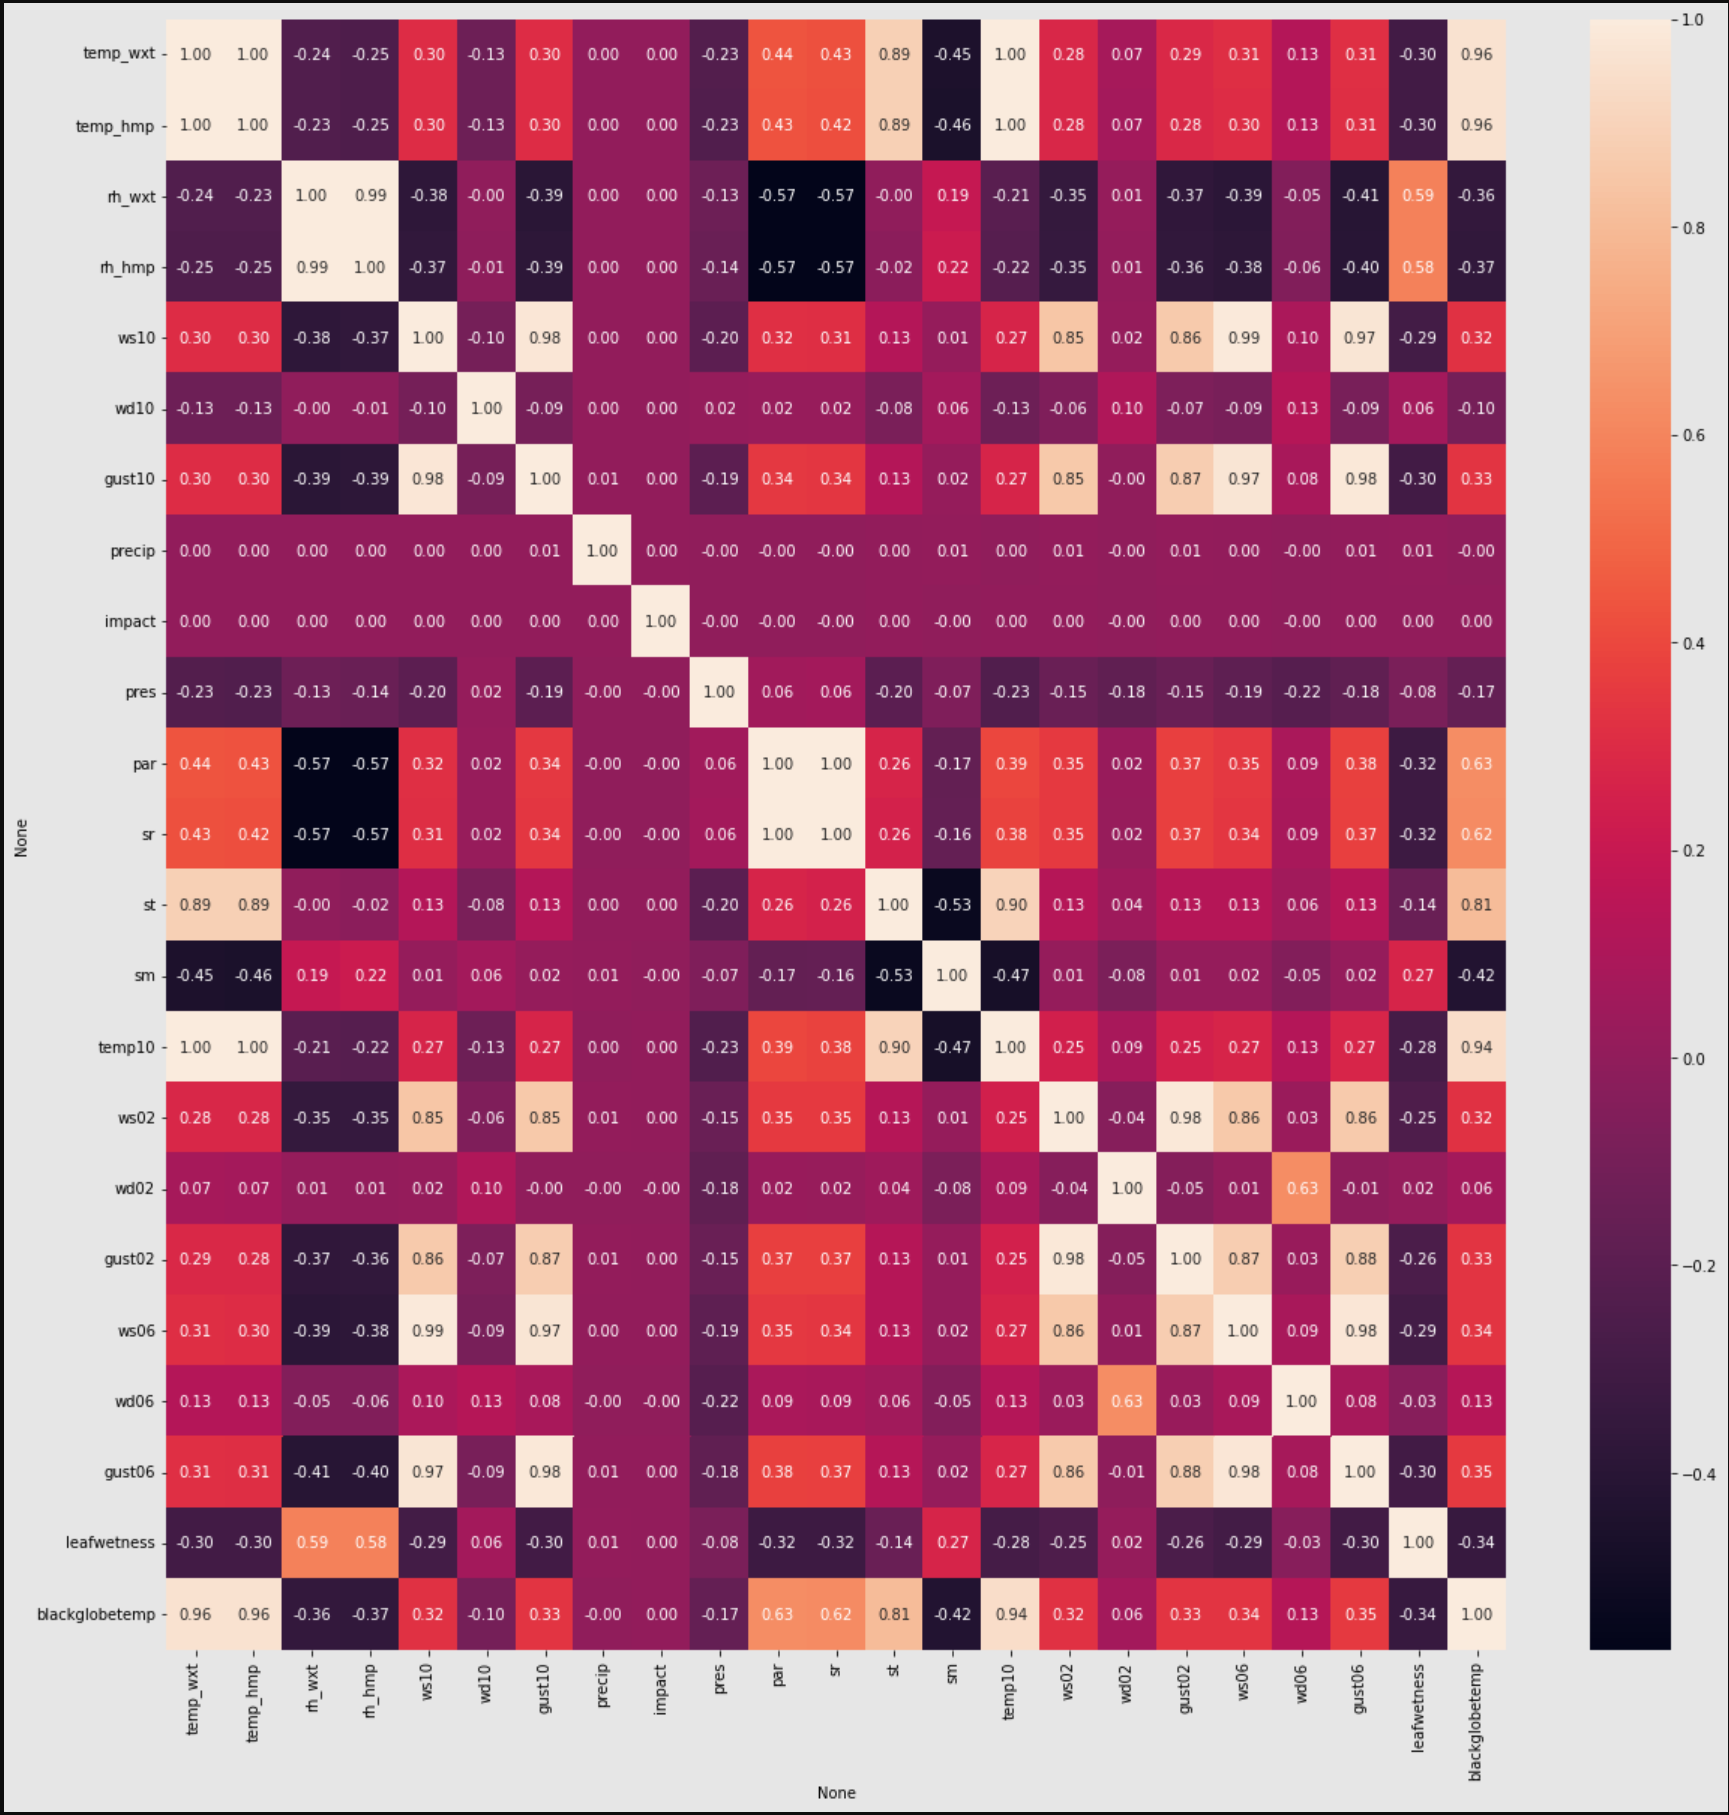 temp_wxt 1.00 1.00 -0.24 -0.25 0.30 -0.13 0.30 0.00 0.00 -0.23 0.44 0.43 0.89 -0.45 1.00 0.28 0.07 0.29 0.31 0.13 0.31 -0.30 0.96
temp_hmp 1.00 1.00 -0.23 -0.25 0.30 -0.13 0.30 0.00 0.00 -0.23 0.43 0.42 0.89 -0.46 1.00 0.28 0.07 0.28 0.30 0.13 0.31 -0.30 0.96
rh_wxt -0.24 -0.23 1.00 0.99 -0.38 -0.00 -0.39 0.00 0.00 -0.13 -0.57 -0.57 -0.00 0.19 -0.21 -0.35 0.01 -0.37 -0.39 -0.05 -0.41 0.59 -0.36
rh_hmp -0.25 -0.25 0.99 1.00 -0.37 -0.01 -0.39 0.00 0.00 -0.14 -0.57 -0.57 -0.02 0.22 -0.22 -0.35 0.01 -0.36 -0.38 -0.06 -0.40 0.58 -0.37
ws10 0.30 0.30 -0.38 -0.37 1.00 -0.10 0.98 0.00 0.00 -0.20 0.32 0.31 0.13 0.01 0.27 0.85 0.02 0.86 0.99 0.10 0.97 -0.29 0.32
wd10 -0.13 -0.13 -0.00 -0.01 -0.10 1.00 -0.09 0.00 0.00 0.02 0.02 0.02 -0.08 0.06 -0.13 -0.06 0.10 -0.07 -0.09 0.13 -0.09 0.06 -0.10
gust10 0.30 0.30 -0.39 -0.39 0.98 -0.09 1.00 0.01 0.00 -0.19 0.34 0.34 0.13 0.02 0.27 0.85 -0.00 0.87 0.97 0.08 0.98 -0.30 0.33
precip 0.00 0.00 0.00 0.00 0.00 0.00 0.01 1.00 0.00 -0.00 -0.00 -0.00 0.00 0.01 0.00 0.01 -0.00 0.01 0.00 -0.00 0.01 0.01 -0.00
impact 0.00 0.00 0.00 0.00 0.00 0.00 0.00 0.00 1.00 -0.00 -0.00 -0.00 0.00 -0.00 0.00 0.00 -0.00 0.00 0.00 -0.00 0.00 0.00 0.00
pres -0.23 -0.23 -0.13 -0.14 -0.20 0.02 -0.19 -0.00 -0.00 1.00 0.06 0.06 -0.20 -0.07 -0.23 -0.15 -0.18 -0.15 -0.19 -0.22 -0.18 -0.08 -0.17
par 0.44 0.43 -0.57 -0.57 0.32 0.02 0.34 -0.00 -0.00 0.06 1.00 1.00 0.26 -0.17 0.39 0.35 0.02 0.37 0.35 0.09 0.38 -0.32 0.63
sr 0.43 0.42 -0.57 -0.57 0.31 0.02 0.34 -0.00 -0.00 0.06 1.00 1.00 0.26 -0.16 0.38 0.35 0.02 0.37 0.34 0.09 0.37 -0.32 0.62
st 0.89 0.89 -0.00 -0.02 0.13 -0.08 0.13 0.00 0.00 -0.20 0.26 0.26 1.00 -0.53 0.90 0.13 0.04 0.13 0.13 0.06 0.13 -0.14 0.81
sm -0.45 -0.46 0.19 0.22 0.01 0.06 0.02 0.01 -0.00 -0.07 -0.17 -0.16 -0.53 1.00 -0.47 0.01 -0.08 0.01 0.02 -0.05 0.02 0.27 -0.42
temp10 1.00 1.00 -0.21 -0.22 0.27 -0.13 0.27 0.00 0.00 -0.23 0.39 0.38 0.90 -0.47 1.00 0.25 0.09 0.25 0.27 0.13 0.27 -0.28 0.94
ws02 0.28 0.28 -0.35 -0.35 0.85 -0.06 0.85 0.01 0.00 -0.15 0.35 0.35 0.13 0.01 0.25 1.00 -0.04 0.98 0.86 0.03 0.86 -0.25 0.32
wd02 0.07 0.07 0.01 0.01 0.02 0.10 -0.00 -0.00 -0.00 -0.18 0.02 0.02 0.04 -0.08 0.09 -0.04 1.00 -0.05 0.01 0.63 -0.01 0.02 0.06
gust02 0.29 0.28 -0.37 -0.36 0.86 -0.07 0.87 0.01 0.00 -0.15 0.37 0.37 0.13 0.01 0.25 0.98 -0.05 1.00 0.87 0.03 0.88 -0.26 0.33
ws06 0.31 0.30 -0.39 -0.38 0.99 -0.09 0.97 0.00 0.00 -0.19 0.35 0.34 0.13 0.02 0.27 0.86 0.01 0.87 1.00 0.09 0.98 -0.29 0.34
wd06 0.13 0.13 -0.05 -0.06 0.10 0.13 0.08 -0.00 -0.00 -0.22 0.09 0.09 0.06 -0.05 0.13 0.03 0.63 0.03 0.09 1.00 0.08 -0.03 0.13
gust06 0.31 0.31 -0.41 -0.40 0.97 -0.09 0.98 0.01 0.00 -0.18 0.38 0.37 0.13 0.02 0.27 0.86 -0.01 0.88 0.98 0.08 1.00 -0.30 0.35
leafwetness -0.30 -0.30 0.59 0.58 -0.29 0.06 -0.30 0.01 0.00 -0.08 -0.32 -0.32 -0.14 0.27 -0.28 -0.25 0.02 -0.26 -0.29 -0.03 -0.30 1.00 -0.34
blackglobetemp 0.96 0.96 -0.36 -0.37 0.32 -0.10 0.33 -0.00 0.00 -0.17 0.63 0.62 0.81 -0.42 0.94 0.32 0.06 0.33 0.34 0.13 0.35 -0.34 1.00
temp_wxt temp_hmp rh_wxt rh_hmp ws10 wd10 gust10 precip impact pres par sr st sm temp10 ws02 wd02 gust02 ws06 wd06 gust06 leafwetness blackglobetemp
None
None
1.0
0.8
0.6
0.4
0.2
0.0
−0.2
−0.4